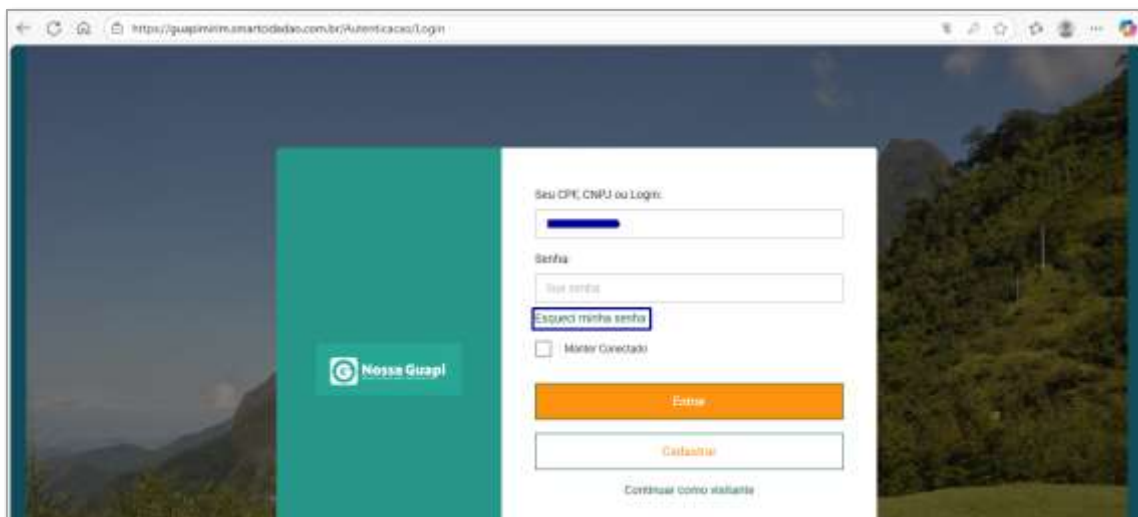 https://guapimirim.smartcidadao.com.br/Autenticacao/Login
Seu CPF, CNPJ ou Login:
Senha:
Sua senha
Esqueci minha senha
Manter Conectado
G Nossa Guapi
Entrar
Cadastrar
Continuar como visitante